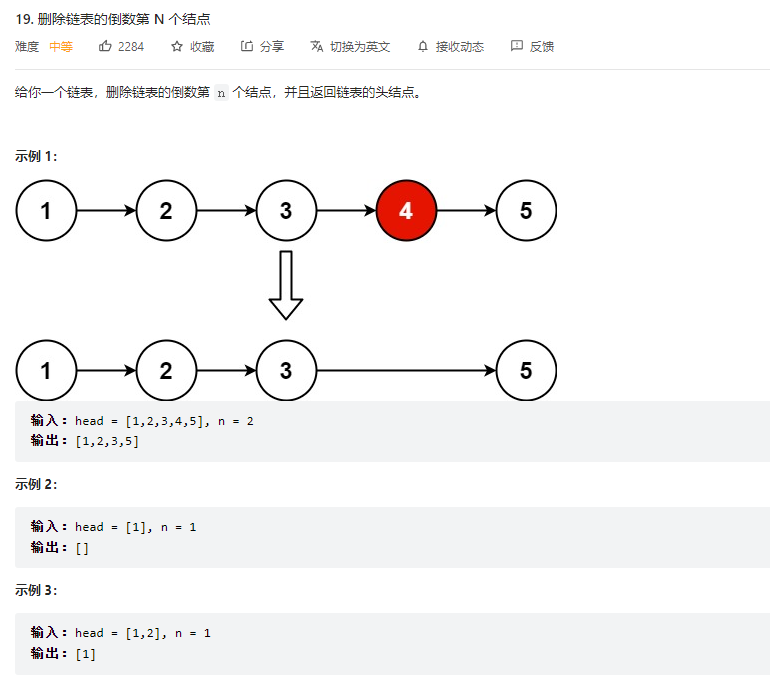 19. 删除链表的倒数第 N 个结点
难度 中等 2284 收藏 分享 切换为英文 接收动态 反馈
给你一个链表，删除链表的倒数第 n 个结点，并且返回链表的头结点。
示例 1：
1 2 3 4 5
1 2 3 5
输入：head = [1,2,3,4,5], n = 2
输出：[1,2,3,5]
示例 2：
输入：head = [1], n = 1
输出：[]
示例 3：
输入：head = [1,2], n = 1
输出：[1]